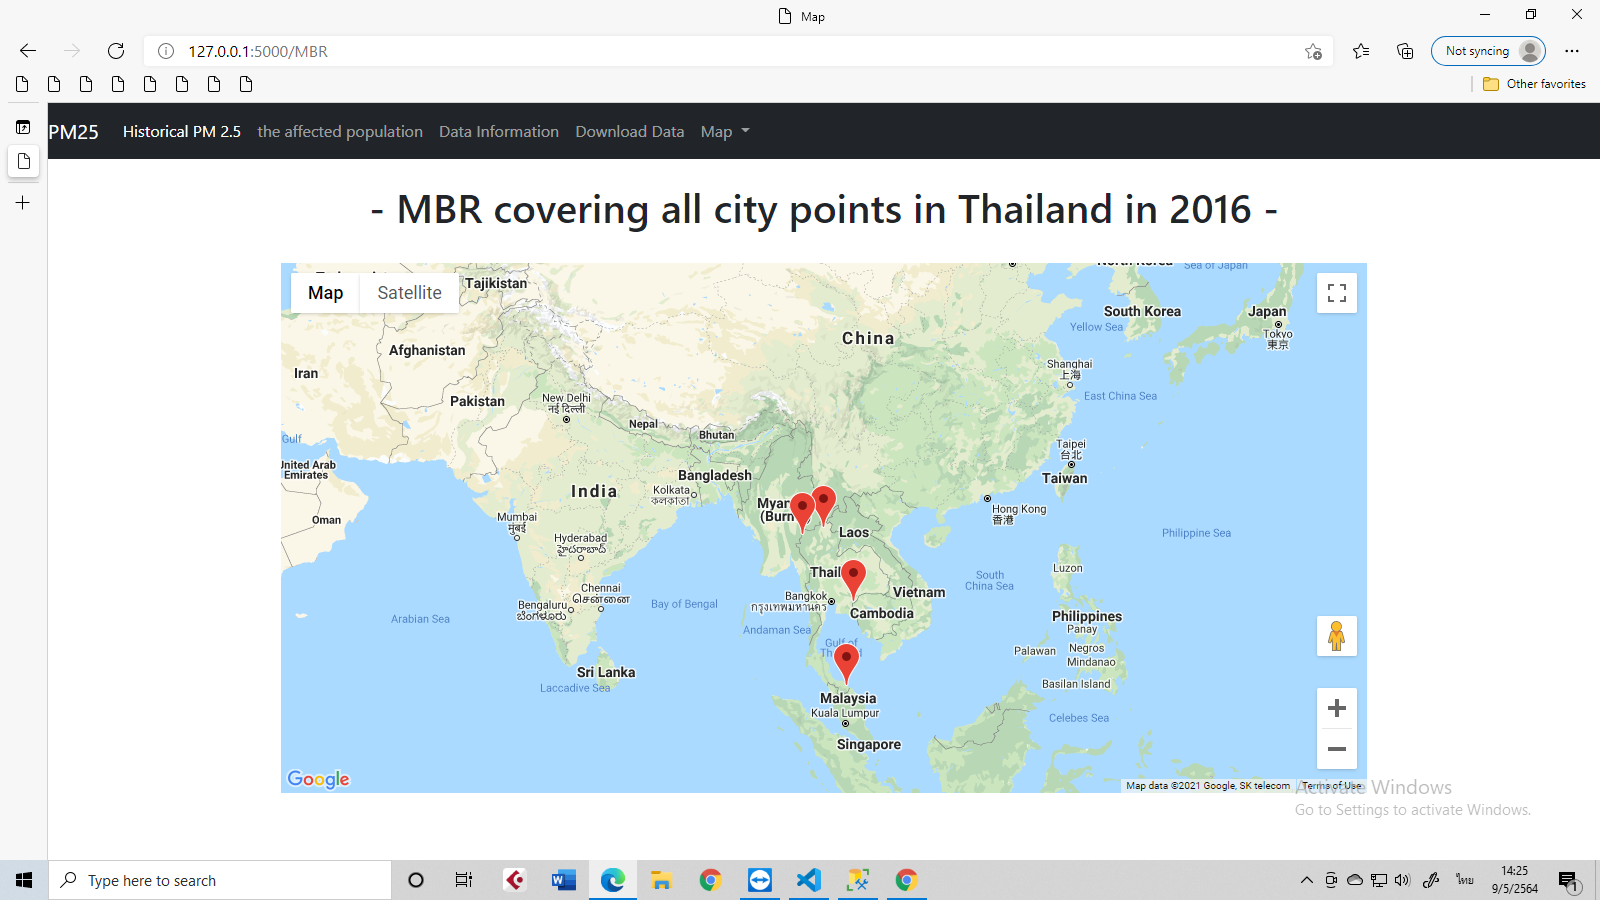 Map
127.0.0.1:5000/MBR
Not syncing
Other favorites
PM25
Historical PM 2.5
the affected population
Data Information
Download Data
Map
- MBR covering all city points in Thailand in 2016 -
Map
Satellite
Tajikistan
Sea of Japan
South Korea
Japan
Yellow Sea
Tokyo
東京
China
Afghanistan
Iran
Shanghai
上海
Pakistan
New Delhi
नई दिल्ली
East China Sea
Nepal
Bhutan
Gulf
Taipei
台北
United Arab
Emirates
Bangladesh
Taiwan
India
Kolkata
কলকাতা
Hong Kong
香港
Oman
Mumbai
मुंबई
Laos
Philippine Sea
Hyderabad
హైదరాబాద్
Luzon
South
China Sea
Chennai
சென்னை
Bengaluru
ಬೆಂಗಳೂರು
Bangkok
กรุงเทพมหานคร
Vietnam
Bay of Bengal
Cambodia
Arabian Sea
Andaman Sea
Philippines
Panay
Gulf of
Palawan
Negros
Mindanao
Sri Lanka
Laccadive Sea
Basilan Island
Malaysia
Kuala Lumpur
Celebes Sea
Singapore
Google
Map data ©2021 Google, SK telecom
Terms of Use
Activate Windows
Go to Settings to activate Windows.
Type here to search
ไทย
14:25
9/5/2564
1